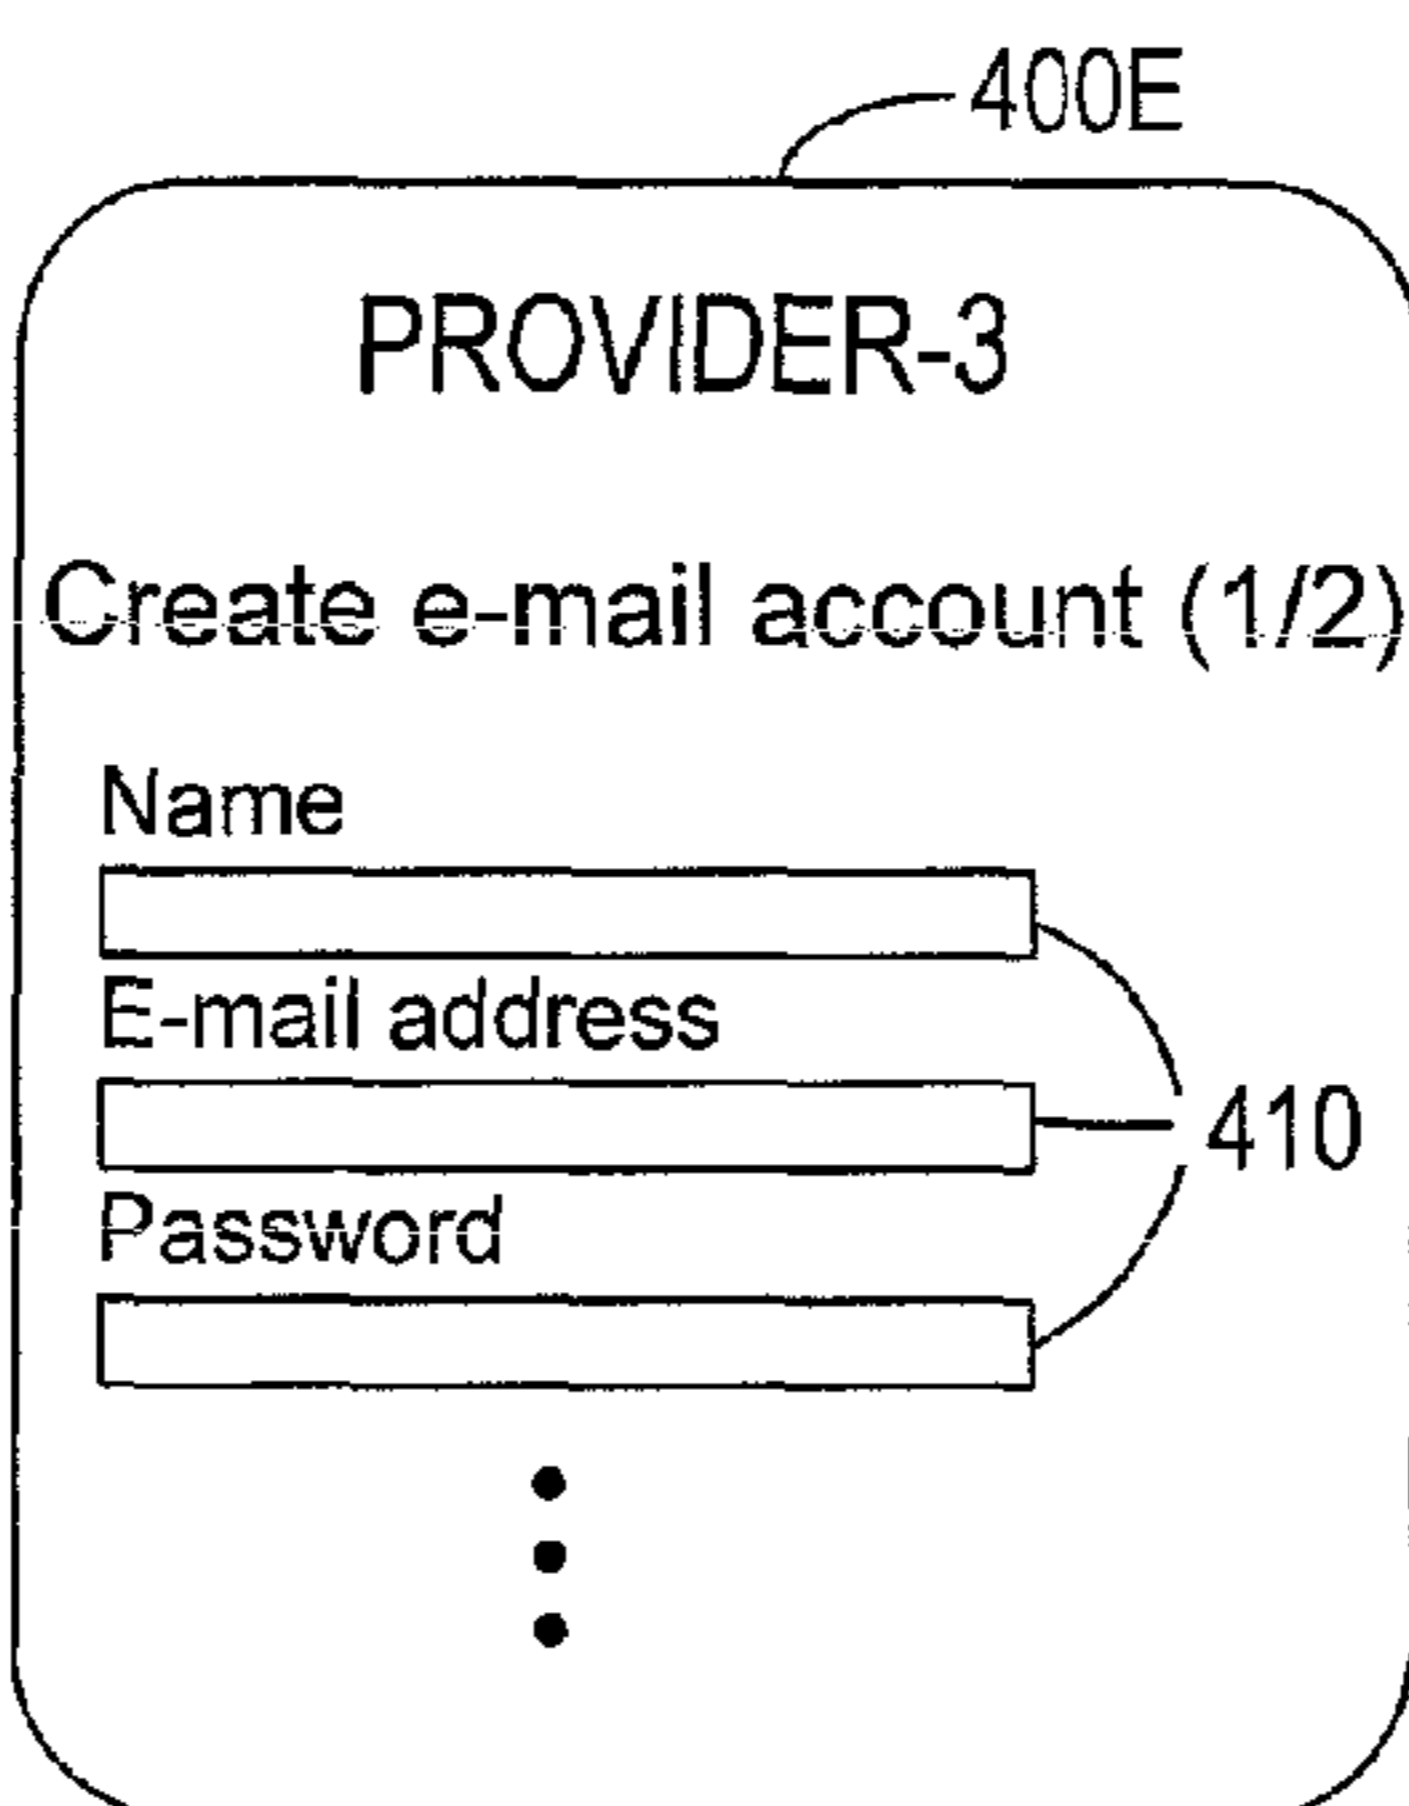 400E
PROVIDER-3
Create e-mail account (1/2)
Name
E-mail address
410
Password